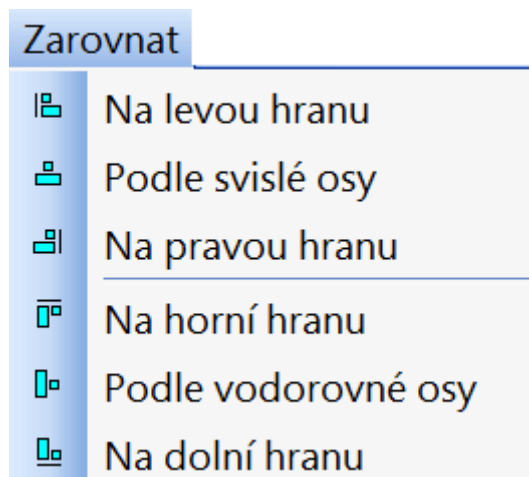 Zarovnat
Na levou hranu
Podle svislé osy
Na pravou hranu
Na horní hranu
Podle vodorovné osy
Na dolní hranu